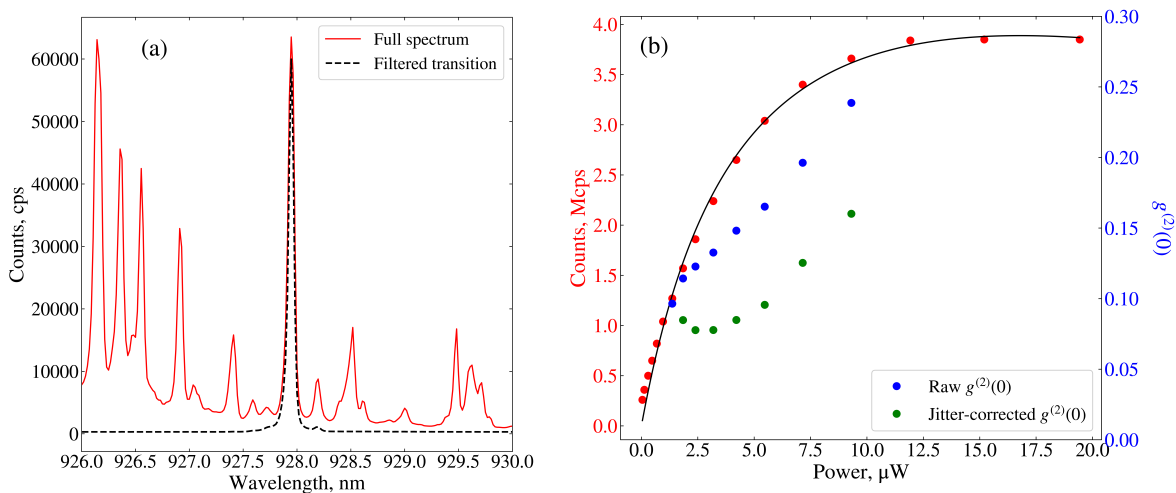 (a)
Full spectrum
Filtered transition
60000
50000
40000
30000
20000
10000
0
Counts, cps
926.0 926.5 927.0 927.5 928.0 928.5 929.0 929.5 930.0
Wavelength, nm
(b)
4.0
3.5
3.0
2.5
2.0
1.5
1.0
0.5
0.0
Counts, Mcps
0.30
0.25
0.20
0.15
0.10
0.05
0.00
g⁽²⁾(0)
Raw g⁽²⁾(0)
Jitter-corrected g⁽²⁾(0)
0.0 2.5 5.0 7.5 10.0 12.5 15.0 17.5 20.0
Power, μW